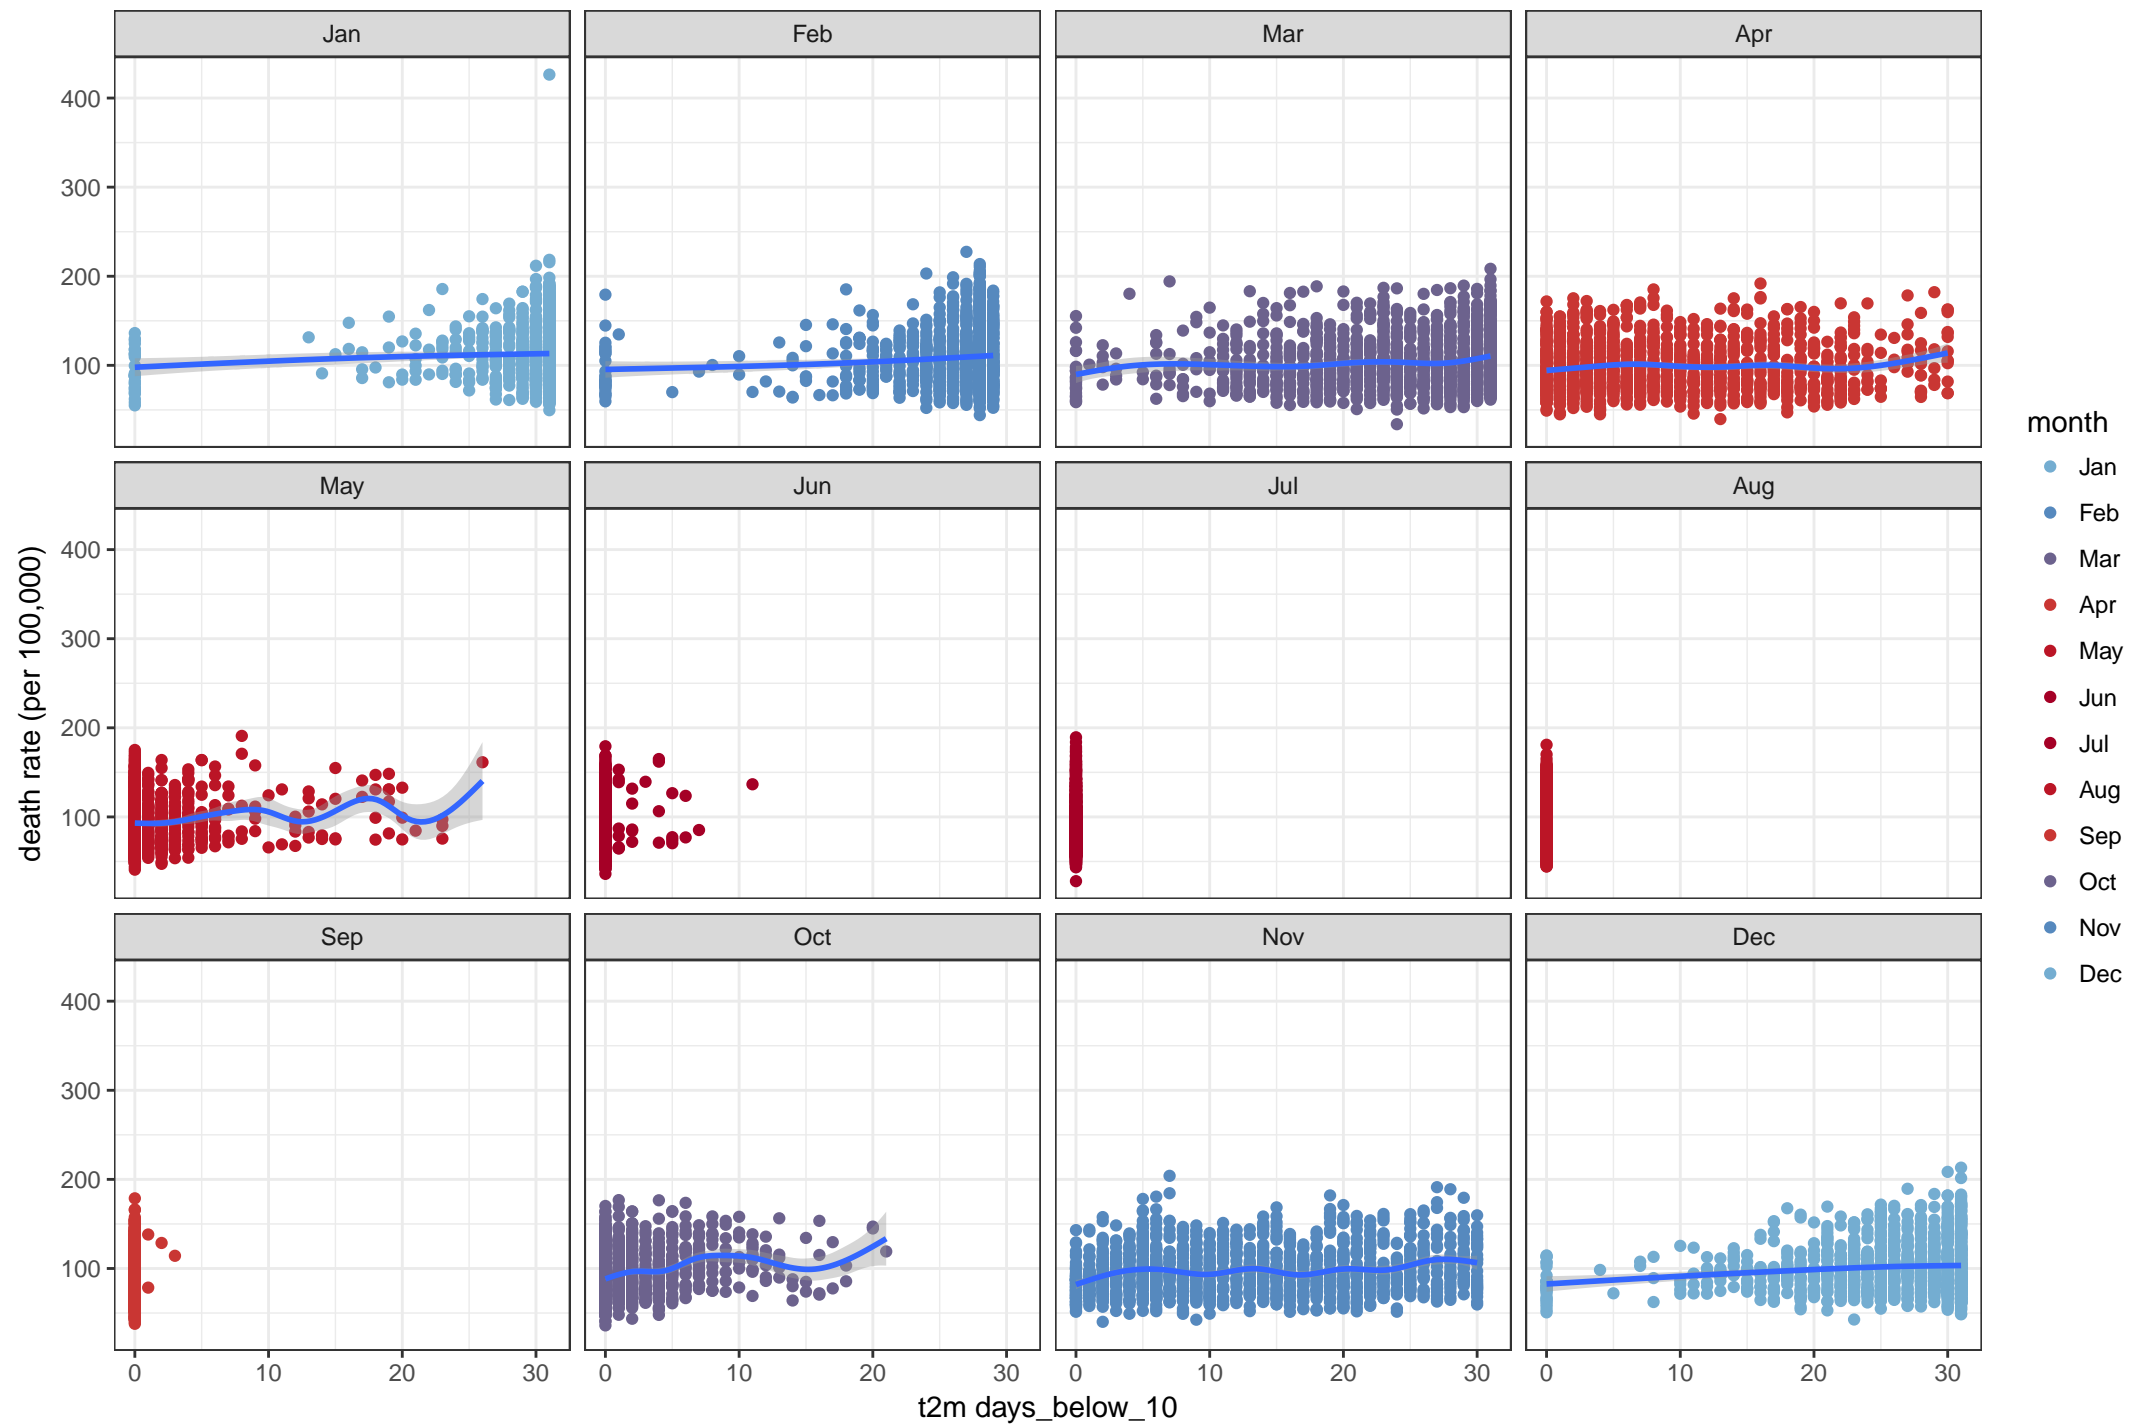 Jan Feb Mar Apr
400
300
200
100
May Jun Jul Aug
400
300
200
100
Sep Oct Nov Dec
400
300
200
100
0 10 20 30 0 10 20 30 0 10 20 30 0 10 20 30
t2m days_below_10
death rate (per 100,000)
month
Jan
Feb
Mar
Apr
May
Jun
Jul
Aug
Sep
Oct
Nov
Dec